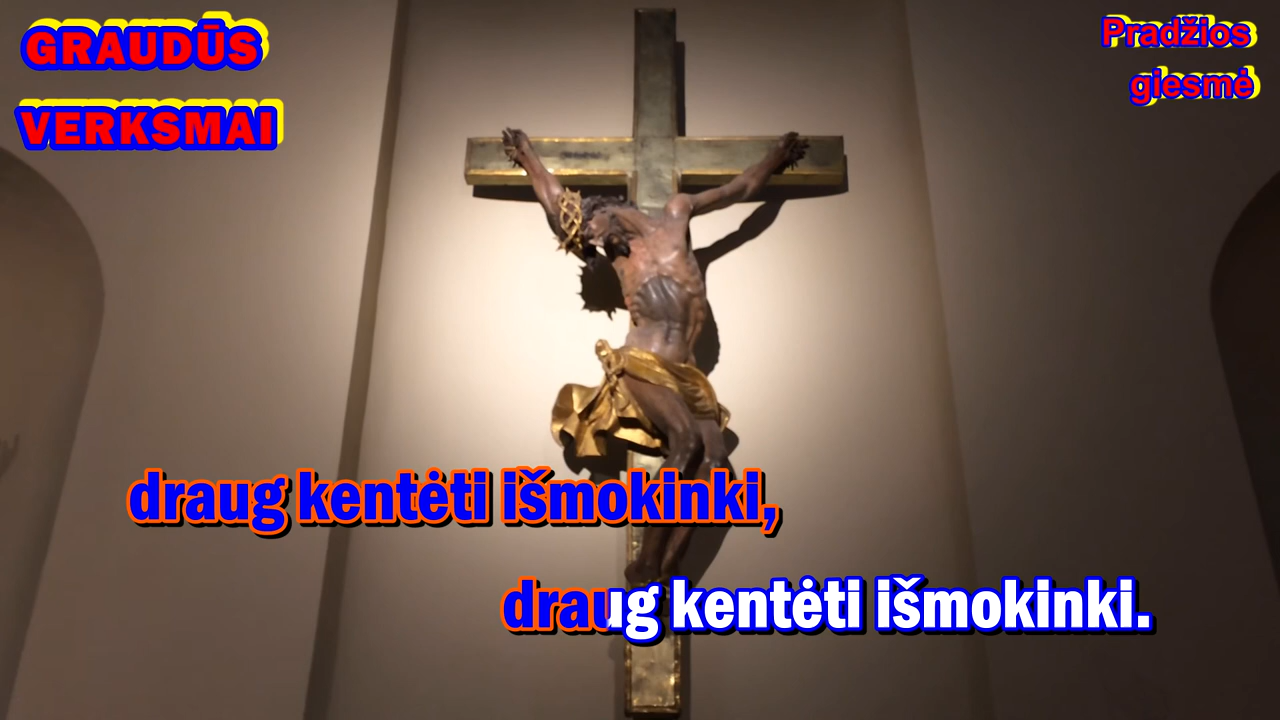 GRAUDŪS
VERKSMAI
Pradžios
giesmė
draug kentėti išmokinki,
draug kentėti išmokinki.